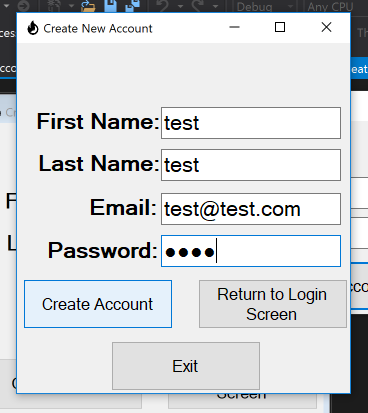 Debug
Any CPU
Create New Account
First Name: test
Last Name: test
Email: test@test.com
Password: ●●●●
Create Account
Return to Login
Screen
Exit
Screen